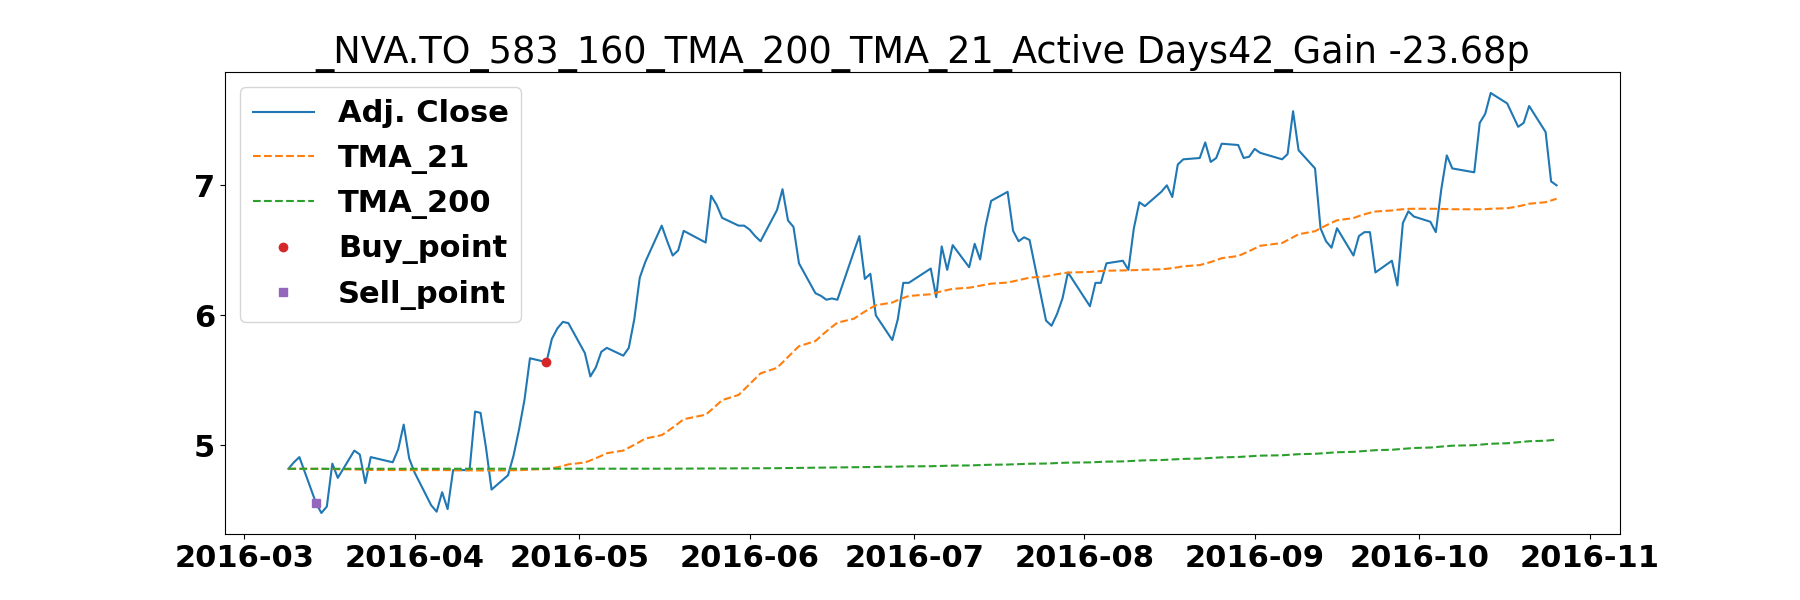 _NVA.TO_583_160_TMA_200_TMA_21_Active Days42_Gain -23.68p
Adj. Close
TMA_21
TMA_200
Buy_point
Sell_point
7
6
5
2016-03 2016-04 2016-05 2016-06 2016-07 2016-08 2016-09 2016-10 2016-11